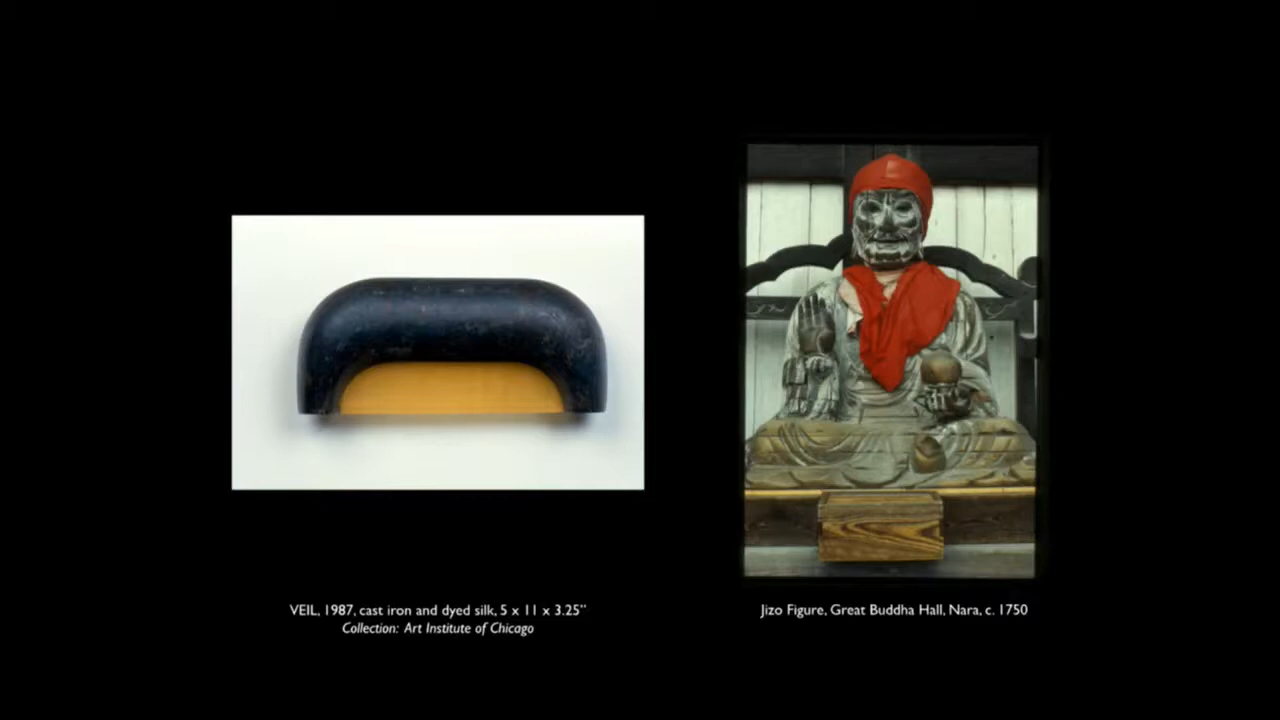 VEIL, 1987, cast iron and dyed silk, 5 x 11 x 3.25”
Collection: Art Institute of Chicago
Jizo Figure, Great Buddha Hall, Nara, c. 1750